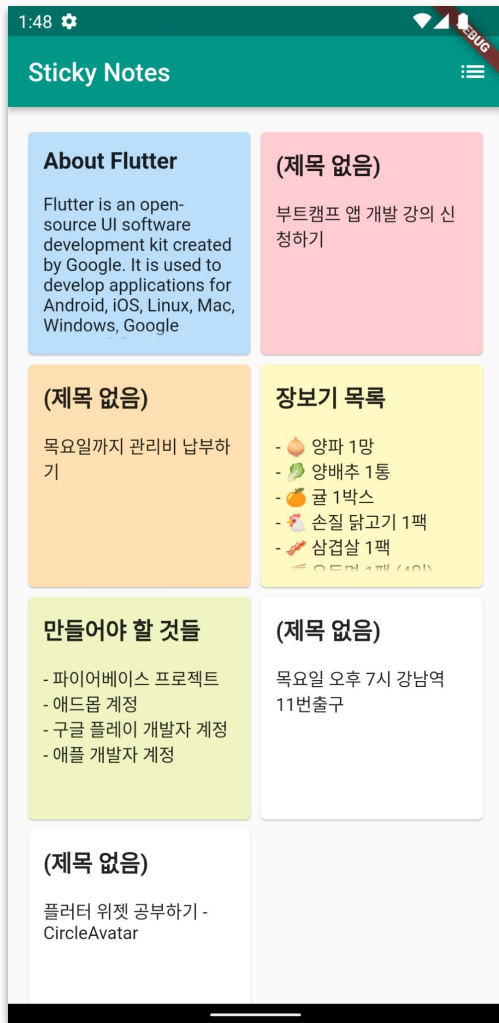 1:48
DEBUG
Sticky Notes
About Flutter
Flutter is an open-
source UI software
development kit created
by Google. It is used to
develop applications for
Android, iOS, Linux, Mac,
Windows, Google
(제목 없음)
부트캠프 앱 개발 강의 신
청하기
(제목 없음)
목요일까지 관리비 납부하
기
장보기 목록
- 🧅 양파 1망
- 🥬 양배추 1통
- 🍊 귤 1박스
- 🐔 손질 닭고기 1팩
- 🥓 삼겹살 1팩
만들어야 할 것들
- 파이어베이스 프로젝트
- 애드몹 계정
- 구글 플레이 개발자 계정
- 애플 개발자 계정
(제목 없음)
목요일 오후 7시 강남역
11번출구
(제목 없음)
플러터 위젯 공부하기 -
CircleAvatar